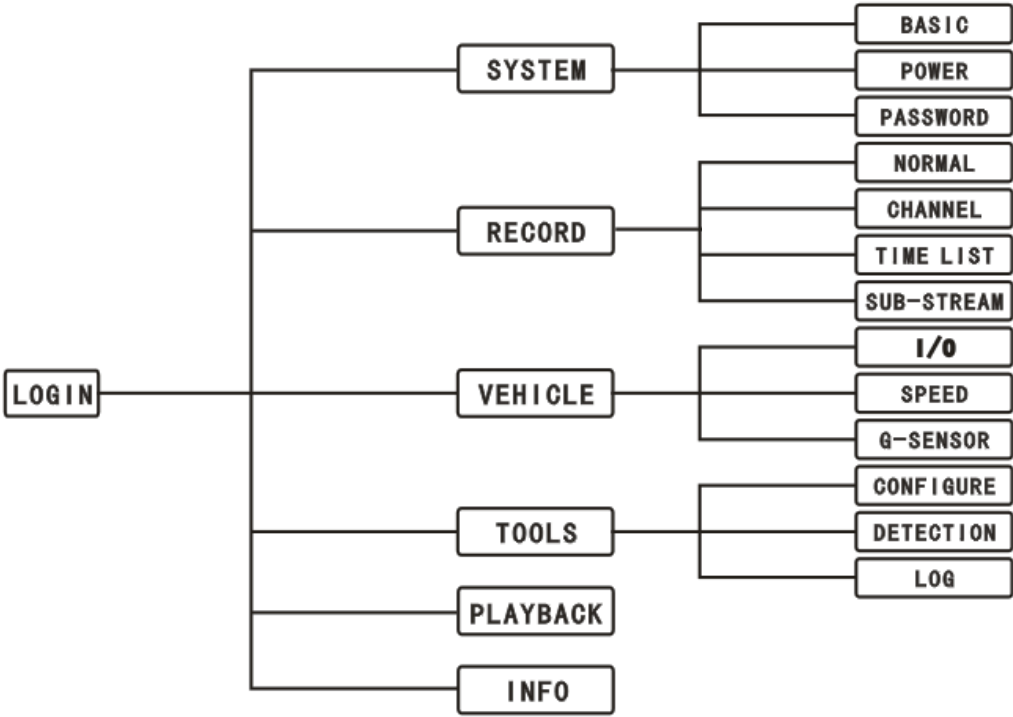 LOGIN
SYSTEM
BASIC
POWER
PASSWORD
RECORD
NORMAL
CHANNEL
TIME LIST
SUB-STREAM
VEHICLE
I/O
SPEED
G-SENSOR
TOOLS
CONFIGURE
DETECTION
LOG
PLAYBACK
INFO